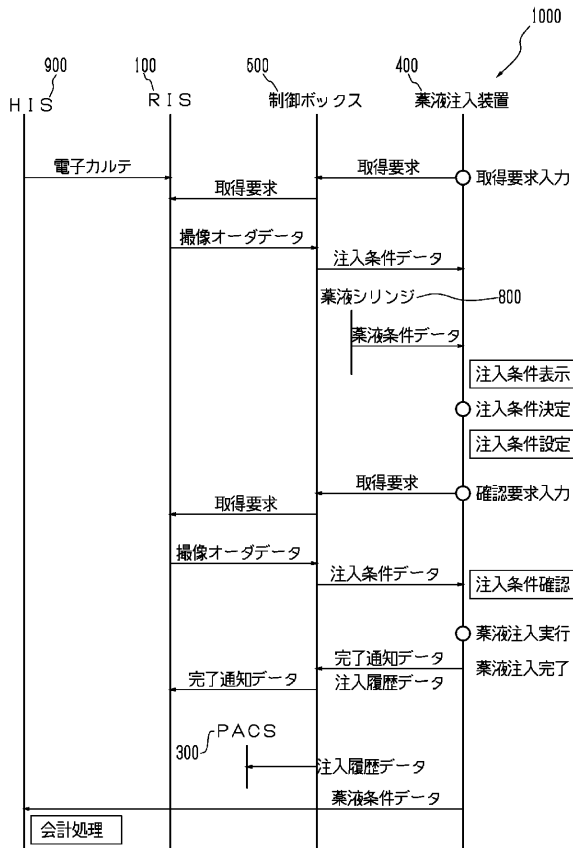 1000
900
100
600
400
HIS
RIS
制御ボックス
薬液注入装置
電子カルテ
取得要求
取得要求入力
取得要求
撮像オーダデータ
注入条件データ
薬液シリンジ
800
薬液条件データ
注入条件表示
注入条件決定
注入条件設定
取得要求
確認要求入力
取得要求
撮像オーダデータ
注入条件データ
注入条件確認
薬液注入実行
完了通知データ
薬液注入完了
完了通知データ
注入履歴データ
PACS
300
注入履歴データ
薬液条件データ
会計処理